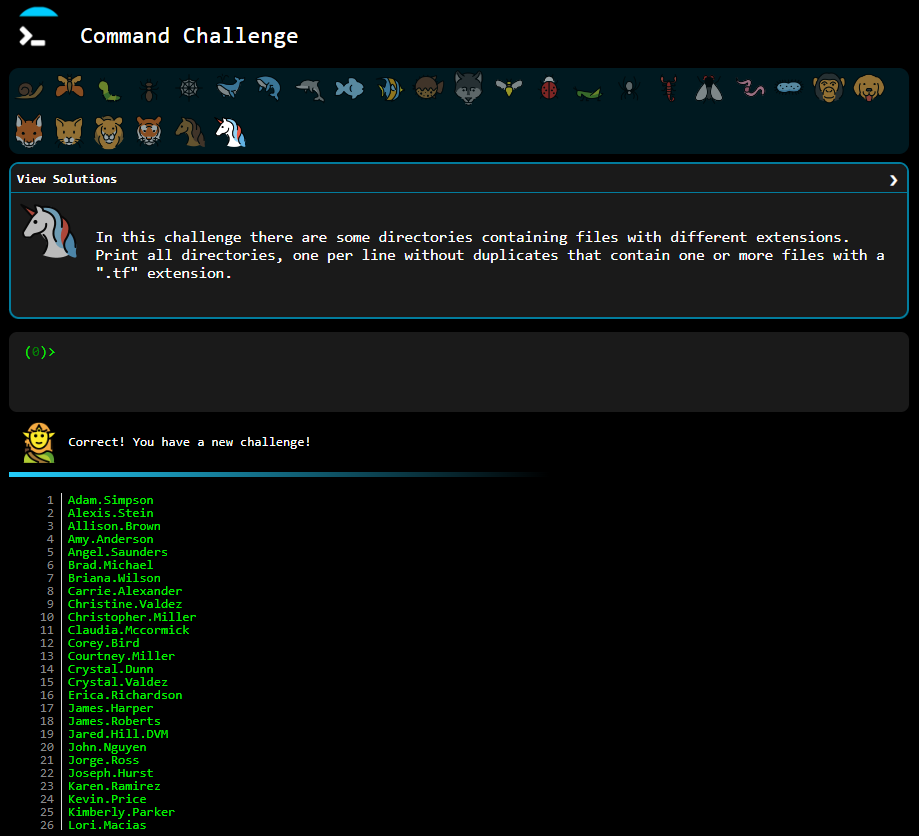 Command Challenge
View Solutions
In this challenge there are some directories containing files with different extensions.
Print all directories, one per line without duplicates that contain one or more files with a
".tf" extension.
(0)>
Correct! You have a new challenge!
1 Adam.Simpson
2 Alexis.Stein
3 Allison.Brown
4 Amy.Anderson
5 Angel.Saunders
6 Brad.Michael
7 Briana.Wilson
8 Carrie.Alexander
9 Christine.Valdez
10 Christopher.Miller
11 Claudia.Mccormick
12 Corey.Bird
13 Courtney.Miller
14 Crystal.Dunn
15 Crystal.Valdez
16 Erica.Richardson
17 James.Harper
18 James.Roberts
19 Jared.Hill.DVM
20 John.Nguyen
21 Jorge.Ross
22 Joseph.Hurst
23 Karen.Ramirez
24 Kevin.Price
25 Kimberly.Parker
26 Lori.Macias